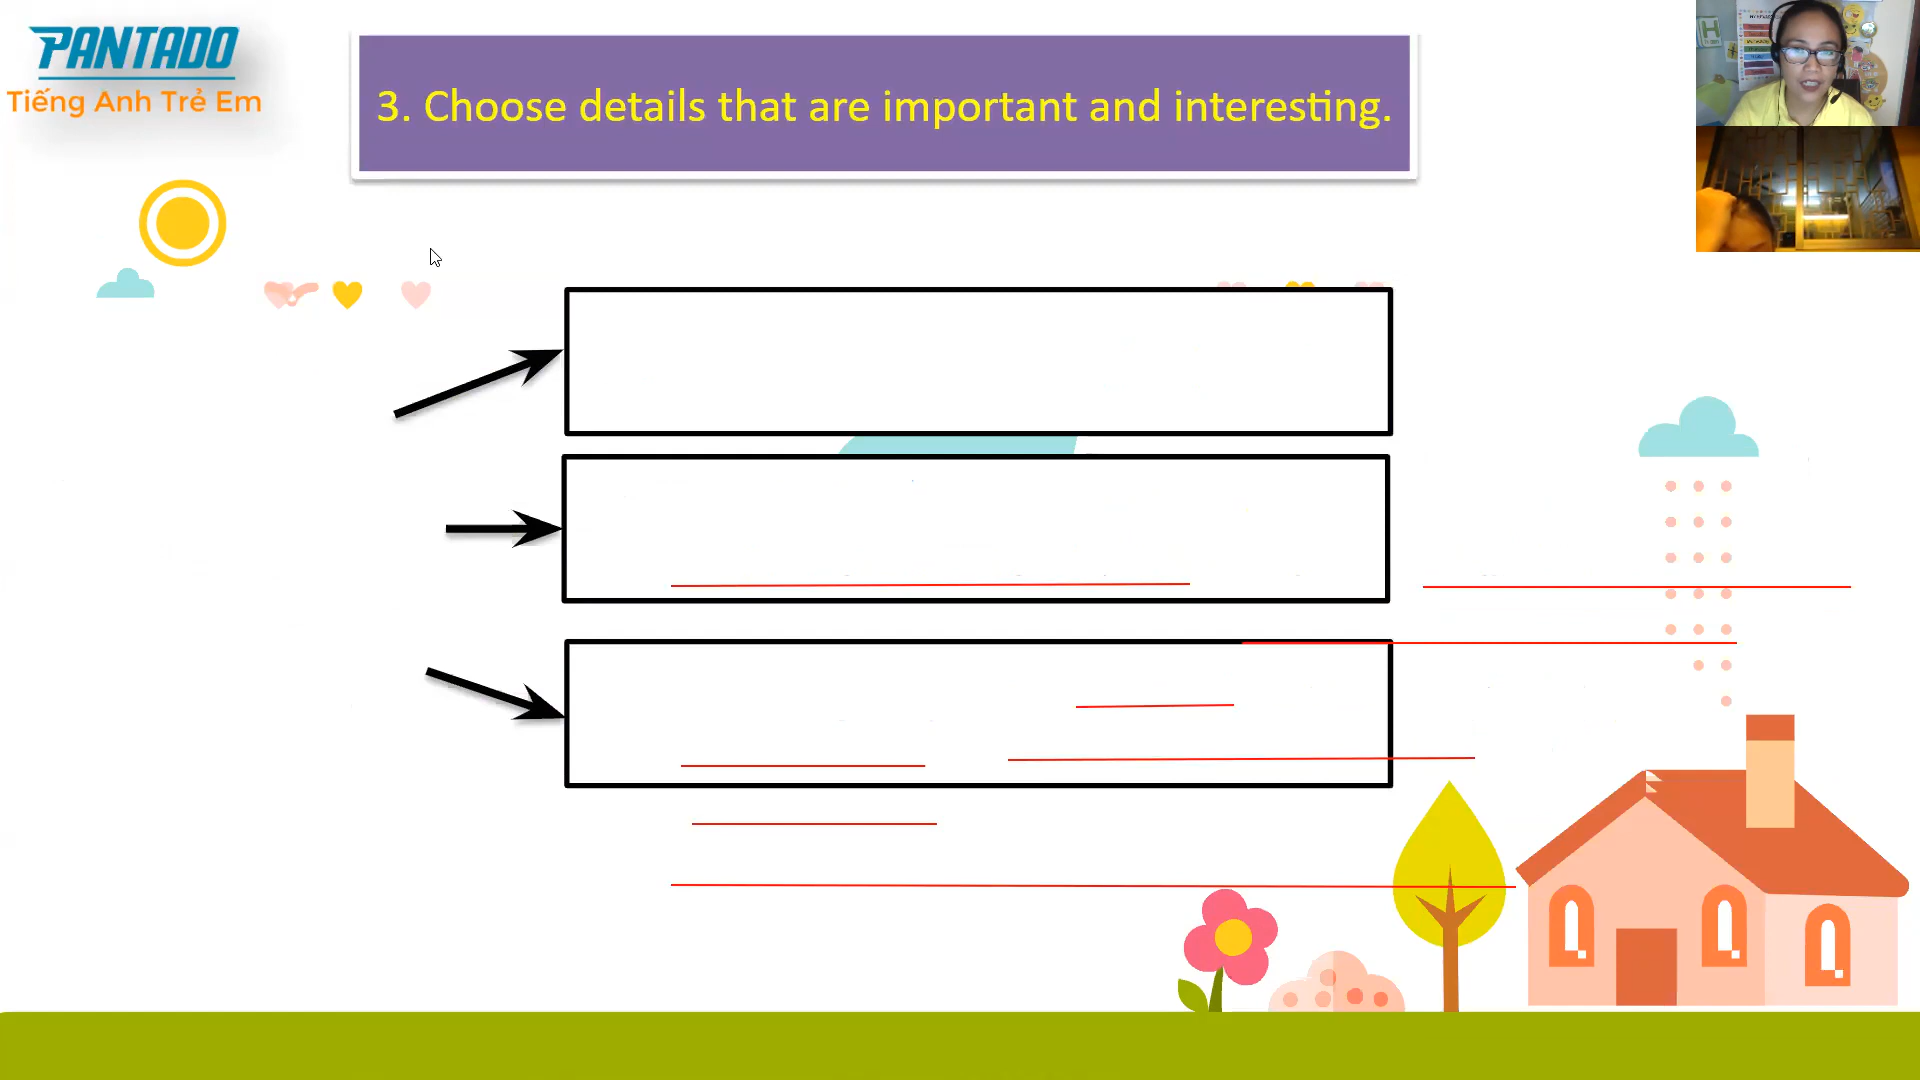 PANTADO
Tiếng Anh Trẻ Em
3. Choose details that are important and interesting.